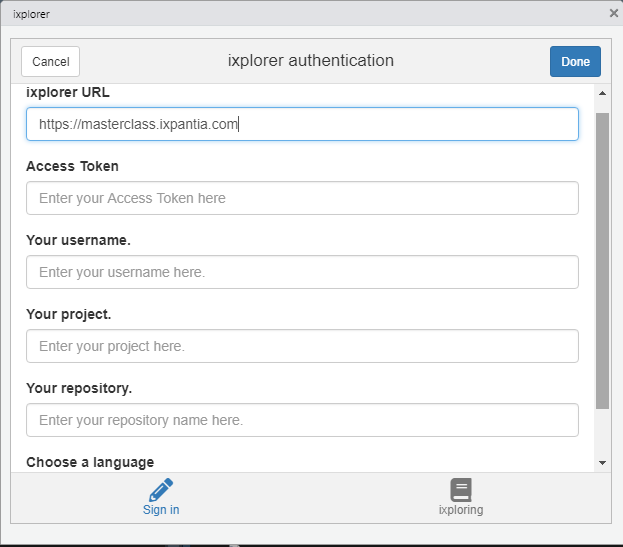 ixplorer
Cancel
ixplorer authentication
Done
ixplorer URL
https://masterclass.ixpantia.com
Access Token
Enter your Access Token here
Your username.
Enter your username here.
Your project.
Enter your project here.
Your repository.
Enter your repository name here.
Choose a language
Sign in
ixploring